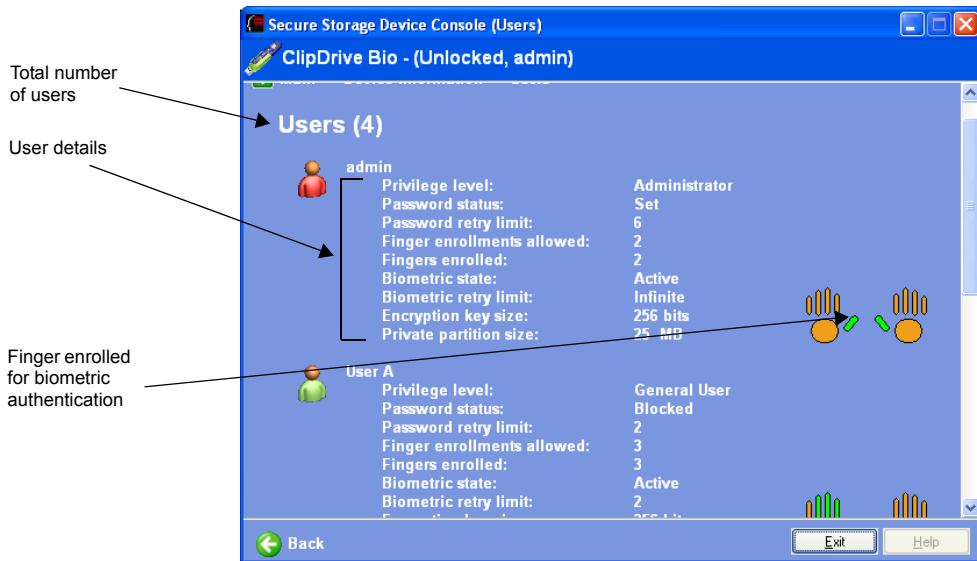 Secure Storage Device Console (Users)
ClipDrive Bio - (Unlocked, admin)
Total number
of users
Users (4)
User details
admin
Privilege level: Administrator
Password status: Set
Password retry limit: 6
Finger enrollments allowed: 2
Fingers enrolled: 2
Biometric state: Active
Biometric retry limit: Infinite
Encryption key size: 256 bits
Private partition size: 25 MB
Finger enrolled
for biometric
authentication
User A
Privilege level: General User
Password status: Blocked
Password retry limit: 2
Finger enrollments allowed: 3
Fingers enrolled: 3
Biometric state: Active
Biometric retry limit: 2
Back
Exit
Help